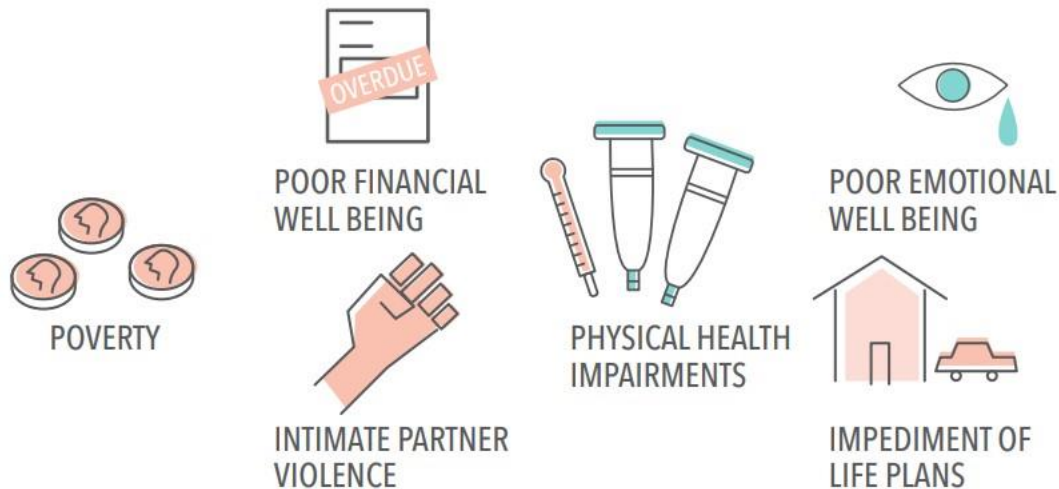 OVERDUE
POOR FINANCIAL
WELL BEING
POOR EMOTIONAL
WELL BEING
POVERTY
PHYSICAL HEALTH
IMPAIRMENTS
INTIMATE PARTNER
VIOLENCE
IMPEDIMENT OF
LIFE PLANS